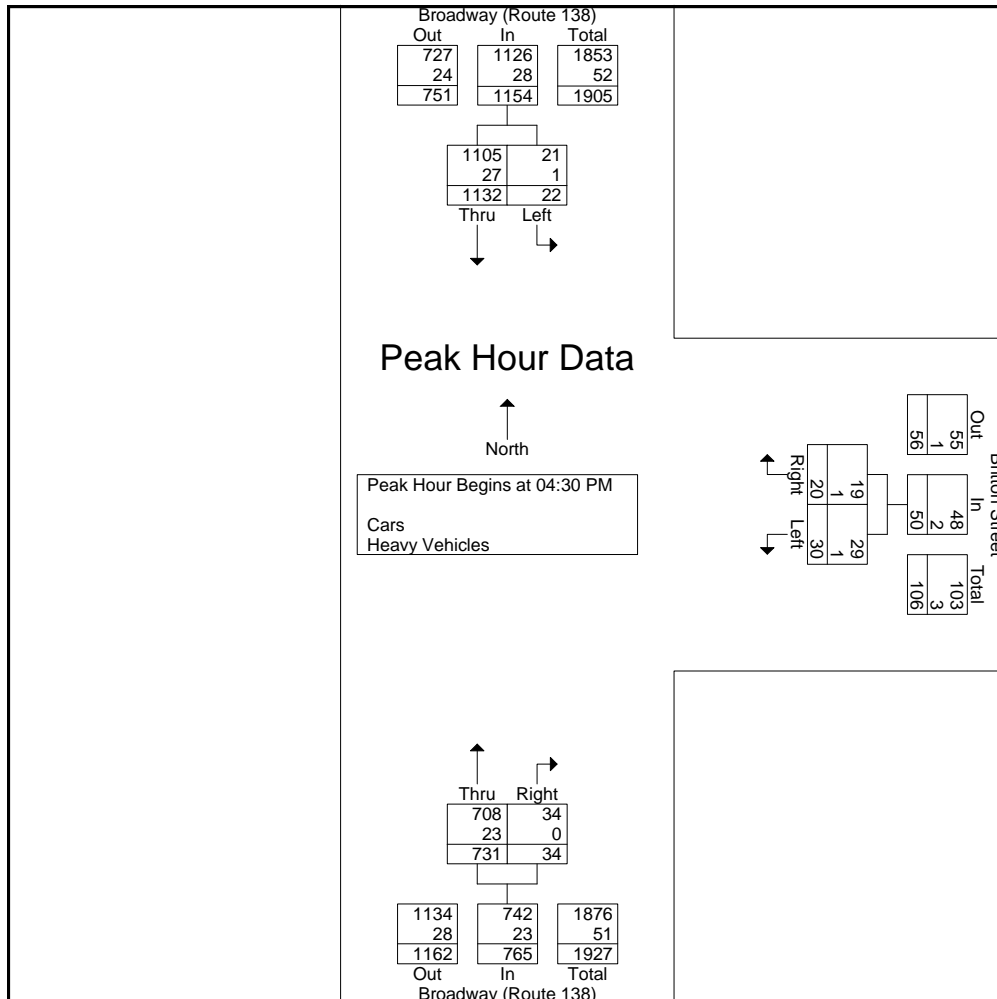 Broadway (Route 138)
Out In Total
727 1126 1853
24 28 52
751 1154 1905
1105 21
27 1
1132 22
Thru Left
Peak Hour Data
North
Peak Hour Begins at 04:30 PM
Cars
Heavy Vehicles
Right Left
19 29
1 1
20 30
Street
Out In Total
55 48 103
1 2 3
56 50 106
Thru Right
708 34
23 0
731 34
1134 742 1876
28 23 51
1162 765 1927
Out In Total
Broadway (Route 138)